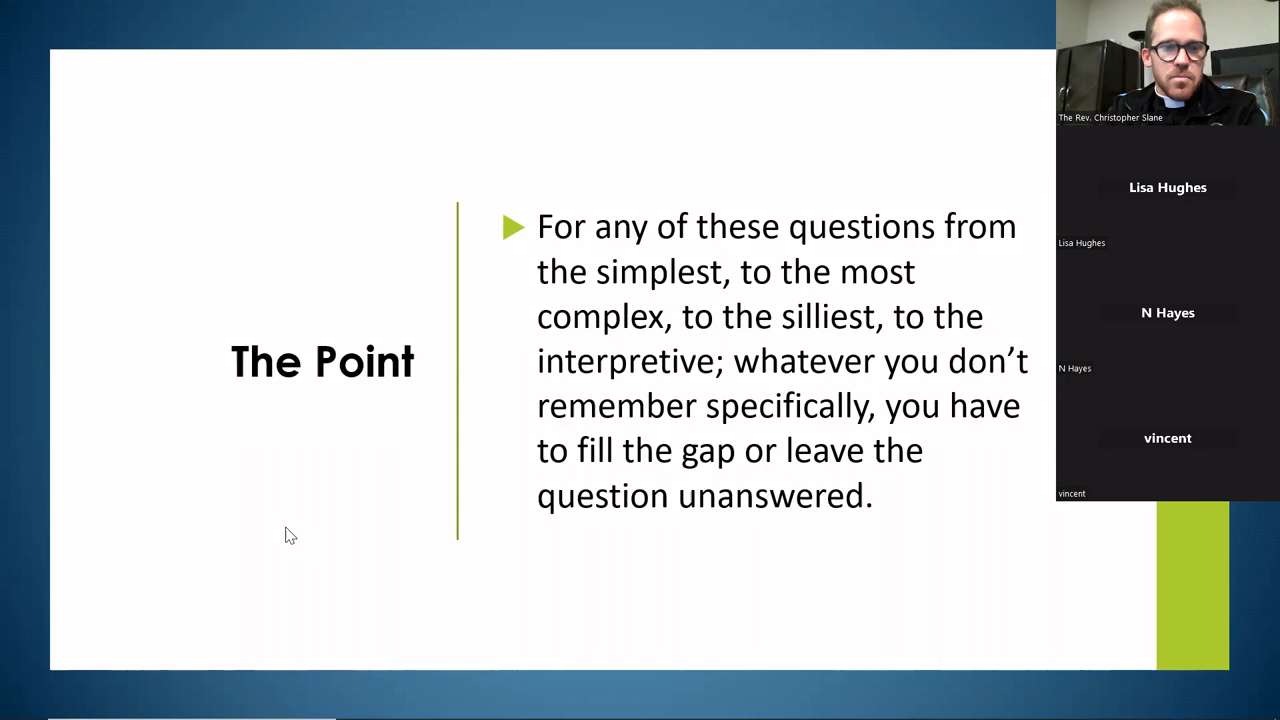 The Point
For any of these questions from
the simplest, to the most
complex, to the silliest, to the
interpretive; whatever you don’t
remember specifically, you have
to fill the gap or leave the
question unanswered.
The Rev. Christopher Slane
Lisa Hughes
Lisa Hughes
N Hayes
N Hayes
vincent
vincent